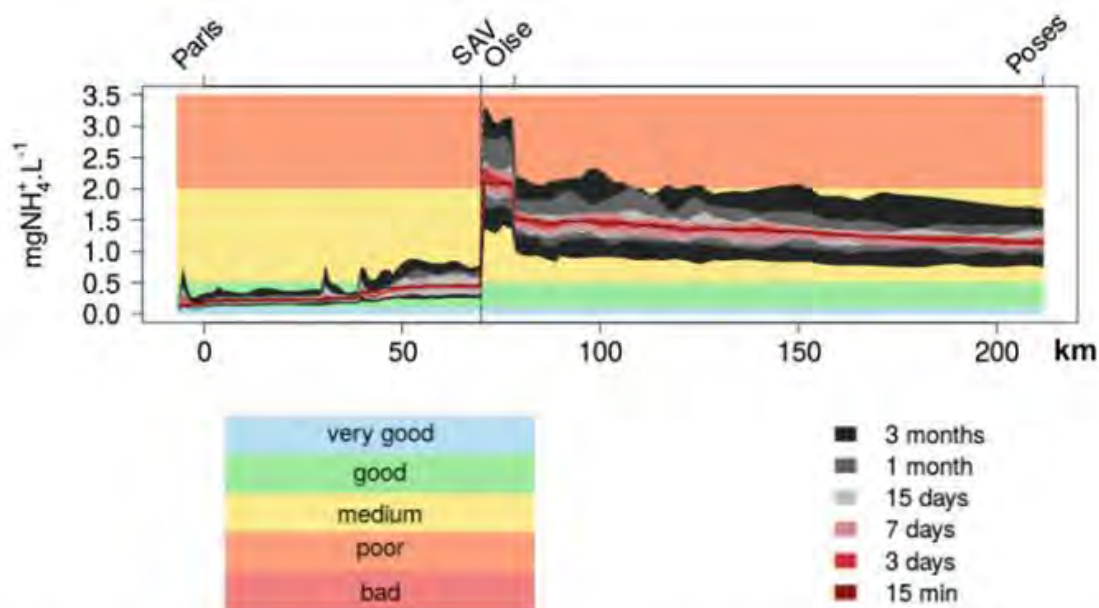 Paris SAV Oise Poses
mgNH₄⁺.L⁻¹
3.5
3.0
2.5
2.0
1.5
1.0
0.5
0.0
0 50 100 150 200 km
very good
good
medium
poor
bad
3 months
1 month
15 days
7 days
3 days
15 min